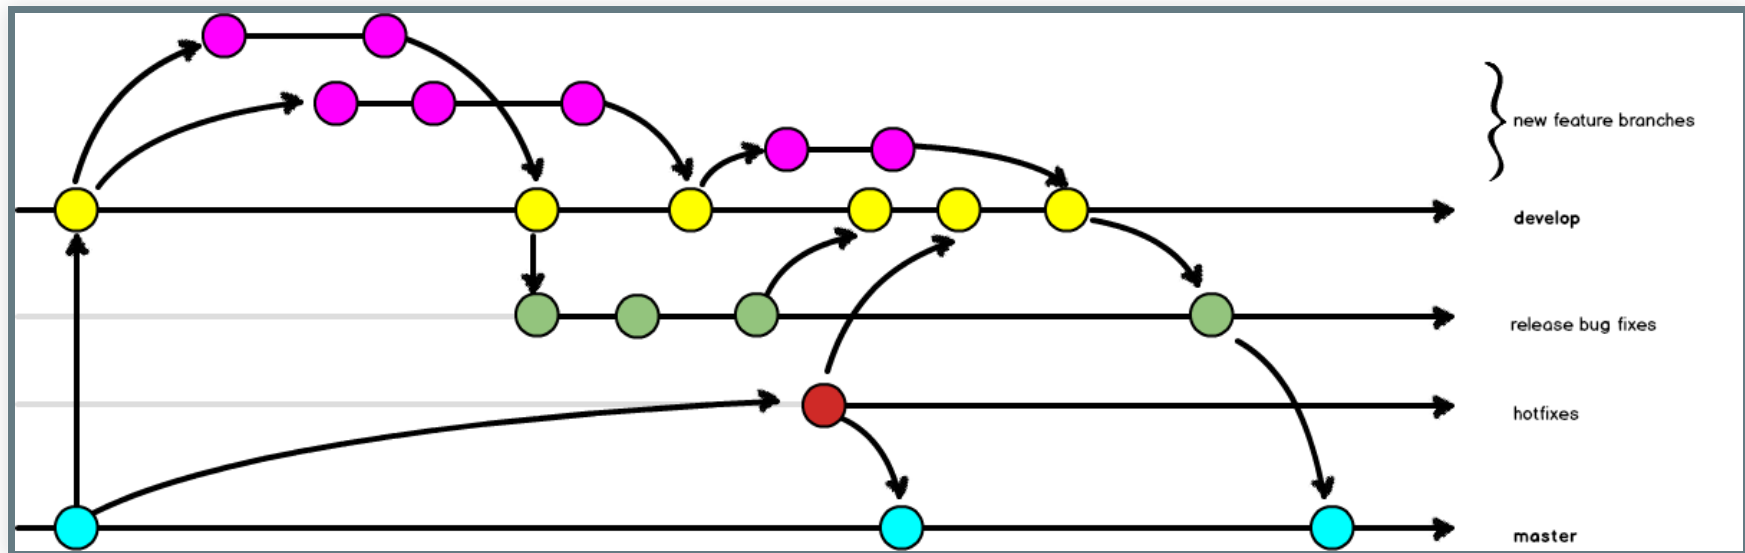 new feature branches
develop
release bug fixes
hotfixes
master